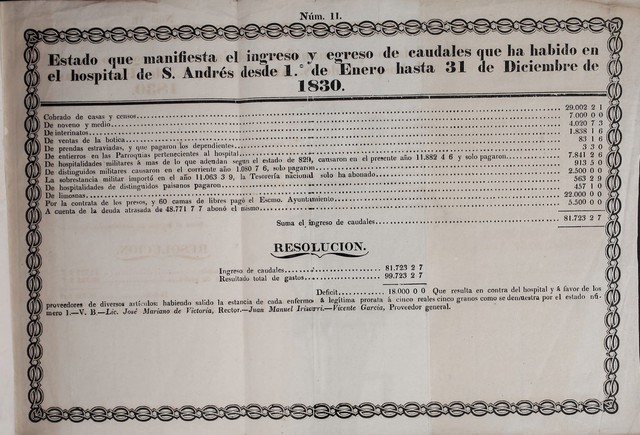 Núm. 11.
Estado que manifiesta el ingreso y egreso de caudales que ha habido en
el hospital de S. Andrés desde 1.° de Enero hasta 31 de Diciembre de
1830.
Cobrado de casas y censos 29.002 2 1
De noveno y medio 7.000 0 0
De interinatos 4.020 7 3
De ventas de la botica 1.838 1 6
De prendas estraviadas, y que pagaron los dependientes 83 1 6
De entierros en las Parroquias pertenecientes al hospital 3 3 0
De hospitalidades militares á mas de lo que adeudan segun el estado de 829, causaron en el presente año 11.882 4 6 y solo pagaron 7.841 2 0
De distinguidos militares causaron en el corriente año 1.080 7 6, solo pagaron 913 5 0
La sobrestancia militar importó en el año 11.063 3 9, la Tesorería nacional solo ha abonado 2.500 0 0
De hospitalidades de distinguidos paisanos pagaron 563 2 9
De limosnas 457 1 0
Por la contrata de los presos, y 60 camas de libres pagó el Escmo. Ayuntamiento 22.000 0 0
A cuenta de la deuda atrasada de 48.771 7 7 abonó el mismo 5.500 0 0
Suma el ingreso de caudales 81.723 2 7
RESOLUCION.
Ingreso de caudales 81.723 2 7
Resultado total de gastos 99.723 2 7
Deficit 18.000 0 0 Que resulta en contra del hospital y á favor de los
proveedores de diversos artículos: habiendo salido la estancia de cada enfermo á legítima prorata á cinco reales cinco granos como se demuestra por el estado nú-
mero 1.—V. B.—Lic. José Mariano de Victoria, Rector.—Juan Manuel Irisarri.—Vicente García, Proveedor general.